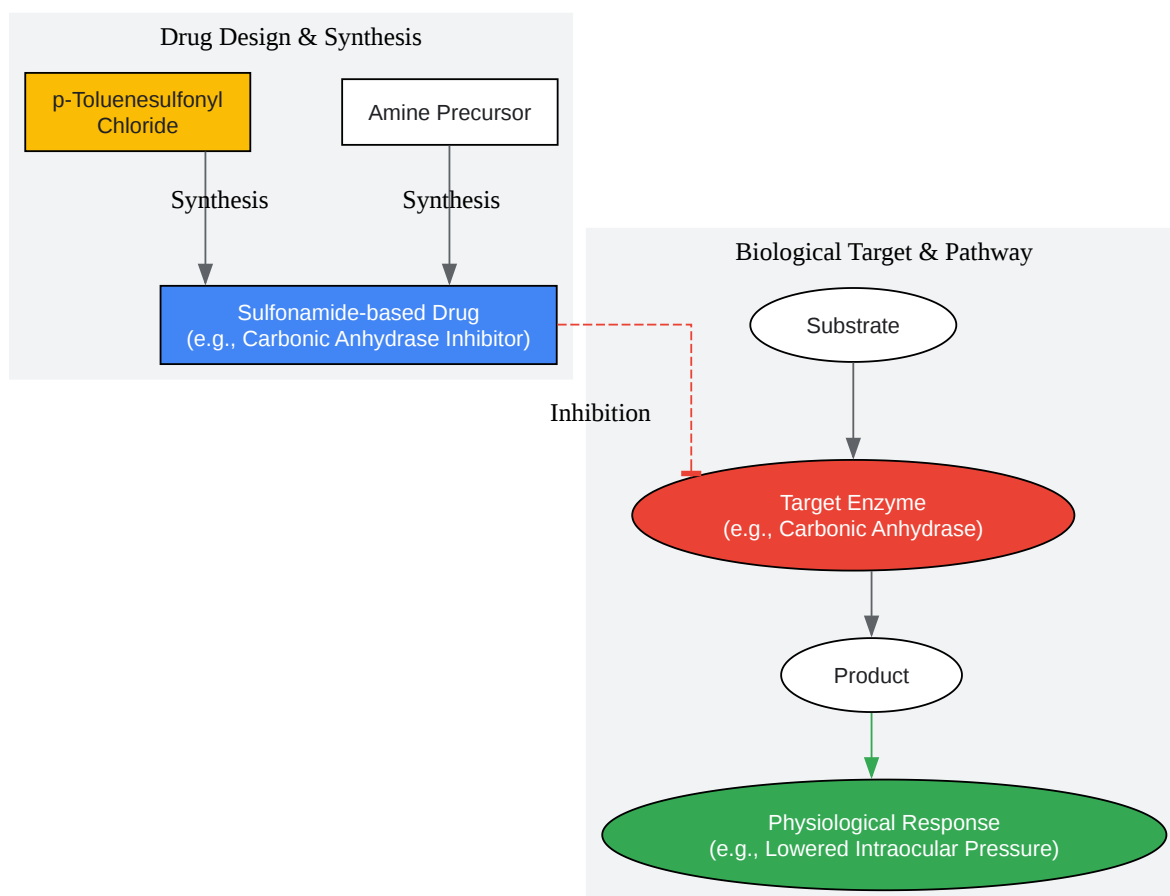 Drug Design & Synthesis
p-Toluenesulfonyl
Chloride
Amine Precursor
Synthesis
Synthesis
Sulfonamide-based Drug
(e.g., Carbonic Anhydrase Inhibitor)
Inhibition
Biological Target & Pathway
Substrate
Target Enzyme
(e.g., Carbonic Anhydrase)
Product
Physiological Response
(e.g., Lowered Intraocular Pressure)